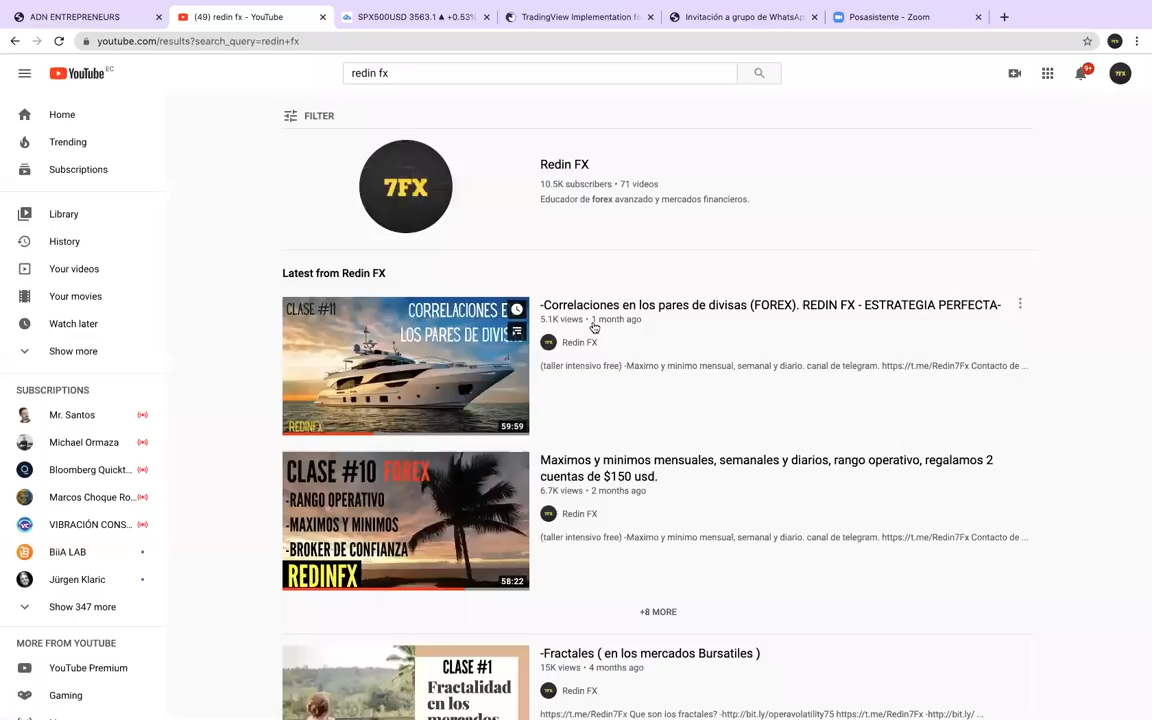 ADN ENTREPRENEURS
(49) redin fx - YouTube
SPX500USD 3563.1 ▲ +0.53%
TradingView Implementation fo
Invitación a grupo de WhatsAp
Posasistente - Zoom
youtube.com/results?search_query=redin+fx
YouTube EC
redin fx
9+
7FX
Home
Trending
Subscriptions
Library
History
Your videos
Your movies
Watch later
Show more
SUBSCRIPTIONS
Mr. Santos
Michael Ormaza
Bloomberg Quickt...
Marcos Choque Ro...
VIBRACIÓN CONS...
BiiA LAB
Jürgen Klaric
Show 347 more
MORE FROM YOUTUBE
YouTube Premium
Gaming
FILTER
7FX
Redin FX
10.5K subscribers • 71 videos
Educador de forex avanzado y mercados financieros.
Latest from Redin FX
CLASE #11
CORRELACIONES E
LOS PARES DE DIVIS
REDINFX
59:59
-Correlaciones en los pares de divisas (FOREX). REDIN FX - ESTRATEGIA PERFECTA-
5.1K views • 1 month ago
Redin FX
(taller intensivo free) -Maximo y minimo mensual, semanal y diario. canal de telegram. https://t.me/Redin7Fx Contacto de ...
CLASE #10 FOREX
-RANGO OPERATIVO
-MAXIMOS Y MINIMOS
-BROKER DE CONFIANZA
REDINFX
58:22
Maximos y minimos mensuales, semanales y diarios, rango operativo, regalamos 2
cuentas de $150 usd.
6.7K views • 2 months ago
Redin FX
(taller intensivo free) -Maximo y minimo mensual, semanal y diario. canal de telegram. https://t.me/Redin7Fx Contacto de ...
+8 MORE
CLASE #1
Fractalidad
en los
mercados
-Fractales ( en los mercados Bursatiles )
15K views • 4 months ago
Redin FX
https://t.me/Redin7Fx Que son los fractales? -http://bit.ly/operavolatility75 https://t.me/Redin7Fx -http://bit.ly/ ...